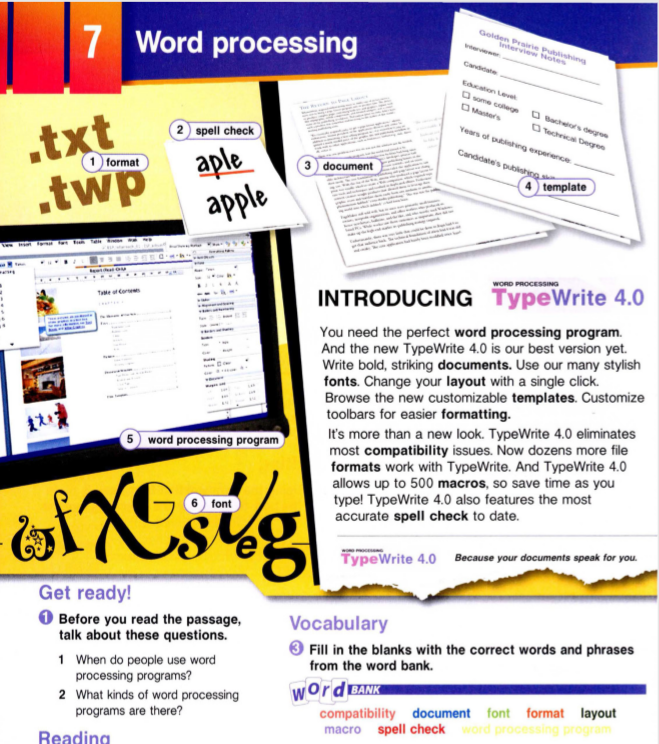 7 Word processing
.txt
1 format
.twp
2 spell check
aple
apple
3 document
Golden Prairie Publishing
Interview Notes
Interviewer:
Candidate:
Education Level:
some college
Master's
Bachelor's degree
Technical Degree
Years of publishing experience:
Candidate's publishing
4 template
View Insert Format Font Tools Table Window Work Help
Table of Contents
5 word processing program
6 font
INTRODUCING WORD PROCESSING
TypeWrite 4.0
You need the perfect word processing program.
And the new TypeWrite 4.0 is our best version yet.
Write bold, striking documents. Use our many stylish
fonts. Change your layout with a single click.
Browse the new customizable templates. Customize
toolbars for easier formatting.
It's more than a new look. TypeWrite 4.0 eliminates
most compatibility issues. Now dozens more file
formats work with TypeWrite. And TypeWrite 4.0
allows up to 500 macros, so save time as you
type! TypeWrite 4.0 also features the most
accurate spell check to date.
WORD PROCESSING
TypeWrite 4.0 Because your documents speak for you.
Get ready!
1 Before you read the passage,
talk about these questions.
1 When do people use word
processing programs?
2 What kinds of word processing
programs are there?
Reading
Vocabulary
3 Fill in the blanks with the correct words and phrases
from the word bank.
word BANK
compatibility document font format layout
macro spell check word processing program